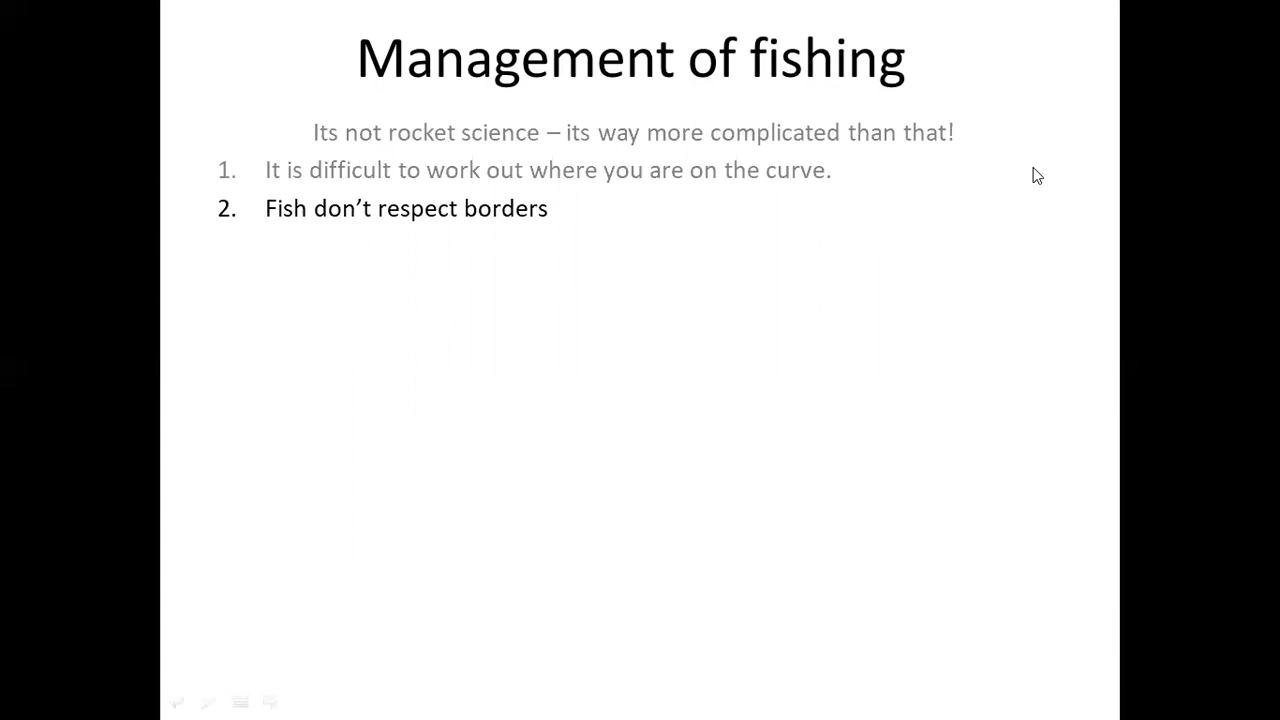 Management of fishing
Its not rocket science – its way more complicated than that!
1. It is difficult to work out where you are on the curve.
2. Fish don’t respect borders